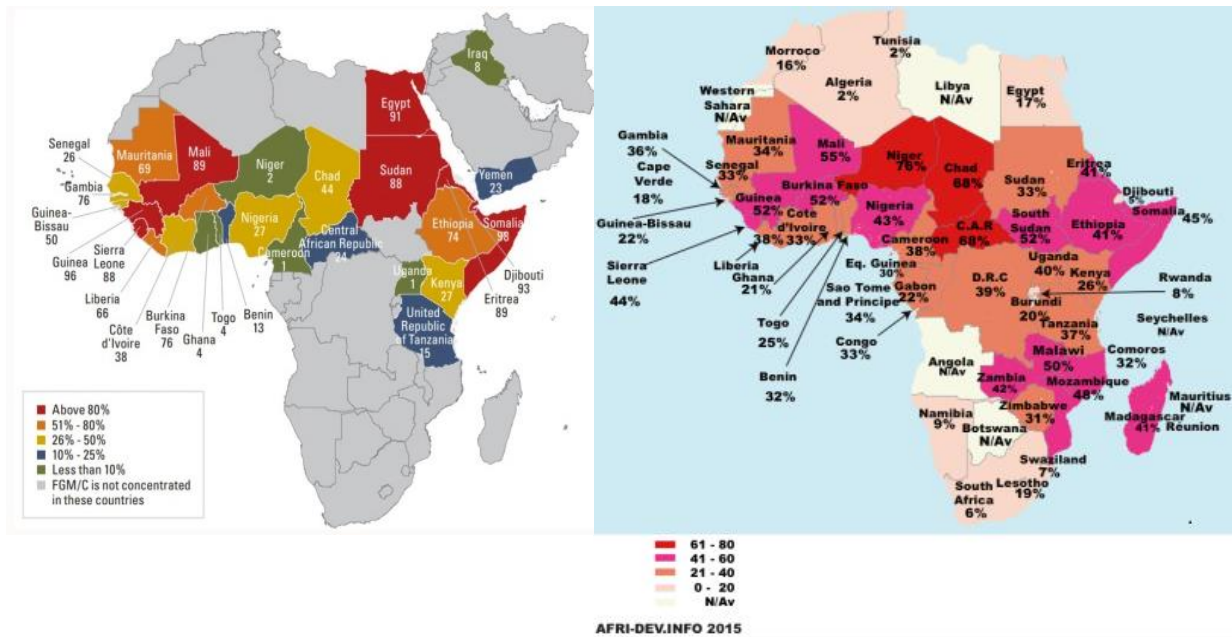 Iraq
8
Egypt
91
Senegal
26
Mauritania
69
Mali
89
Niger
2
Chad
44
Sudan
88
Yemen
23
Gambia
76
Guinea-
Bissau
50
Nigeria
27
Ethiopia
74
Somalia
98
Guinea
96
Sierra
Leone
88
Cameroon
1
Central
African Republic
24
Uganda
1
Kenya
27
Djibouti
93
Eritrea
89
Liberia
66
Côte
d'Ivoire
38
Burkina
Faso
76
Ghana
4
Togo
4
Benin
13
United
Republic
of Tanzania
15
Above 80%
51% - 80%
26% - 50%
10% - 25%
Less than 10%
FGM/C is not concentrated
in these countries
Morroco
16%
Tunisia
2%
Algeria
2%
Libya
N/Av
Egypt
17%
Western
Sahara
N/Av
Gambia
36%
Mauritania
34%
Mali
55%
Niger
76%
Chad
68%
Sudan
33%
Eritrea
41%
Cape
Verde
18%
Senegal
33%
Guinea
52%
Burkina Faso
52%
Nigeria
43%
Djibouti
5%
Somalia
45%
Guinea-Bissau
22%
Cote
d'Ivoire
33%
38%
Cameroon
38%
C.A.R
68%
South
Sudan
52%
Ethiopia
41%
Sierra
Leone
44%
Liberia
Ghana
21%
Eq. Guinea
30%
Gabon
22%
D.R.C
39%
Uganda
40%
Kenya
26%
Rwanda
8%
Sao Tome
and Principe
34%
Burundi
20%
Tanzania
37%
Seychelles
N/Av
Togo
25%
Congo
33%
Benin
32%
Angola
N/Av
Malawi
50%
Comoros
32%
Zambia
42%
Mozambique
48%
Mauritius
N/Av
Zimbabwe
31%
Madagascar
41%
Réunion
Namibia
9%
Botswana
N/Av
Swaziland
7%
South
Africa
6%
Lesotho
19%
61 - 80
41 - 60
21 - 40
0 - 20
N/Av
AFRI-DEV.INFO 2015